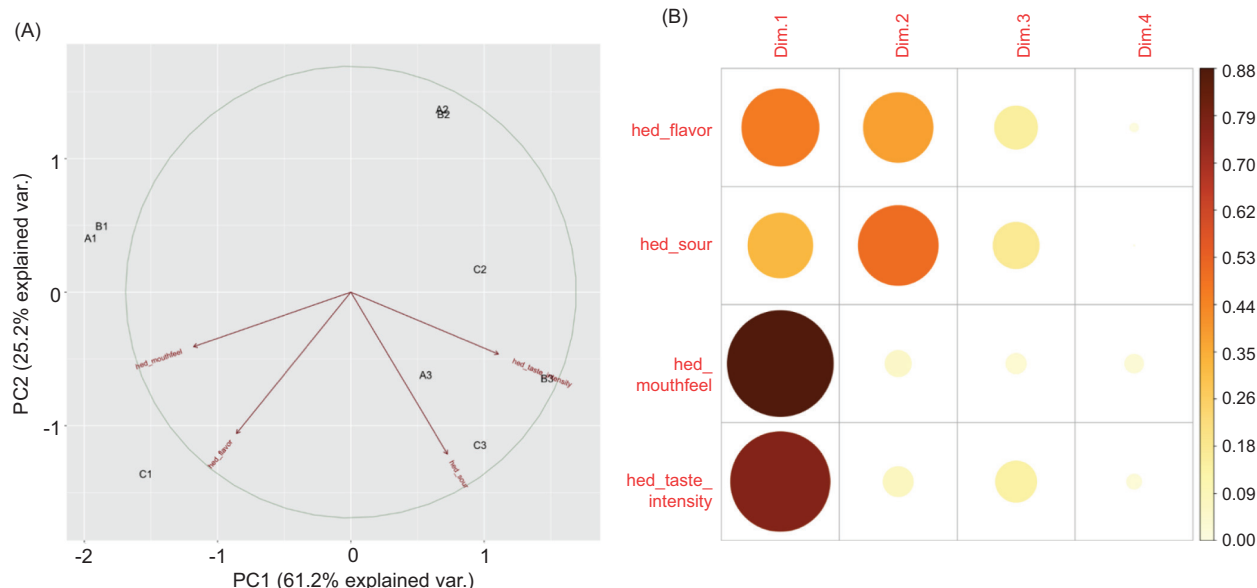 (A)
1
0
-1
-2
-1
0
1
PC2 (25.2% explained var.)
PC1 (61.2% explained var.)
A2
B2
B1
A1
C2
A3
B3
C3
C1
hed_mouthfeel
hed_flavor
hed_sour
hed_taste_intensity
(B)
Dim.1
Dim.2
Dim.3
Dim.4
hed_flavor
hed_sour
hed_
mouthfeel
hed_taste_
intensity
0.88
0.79
0.70
0.62
0.53
0.44
0.35
0.26
0.18
0.09
0.00